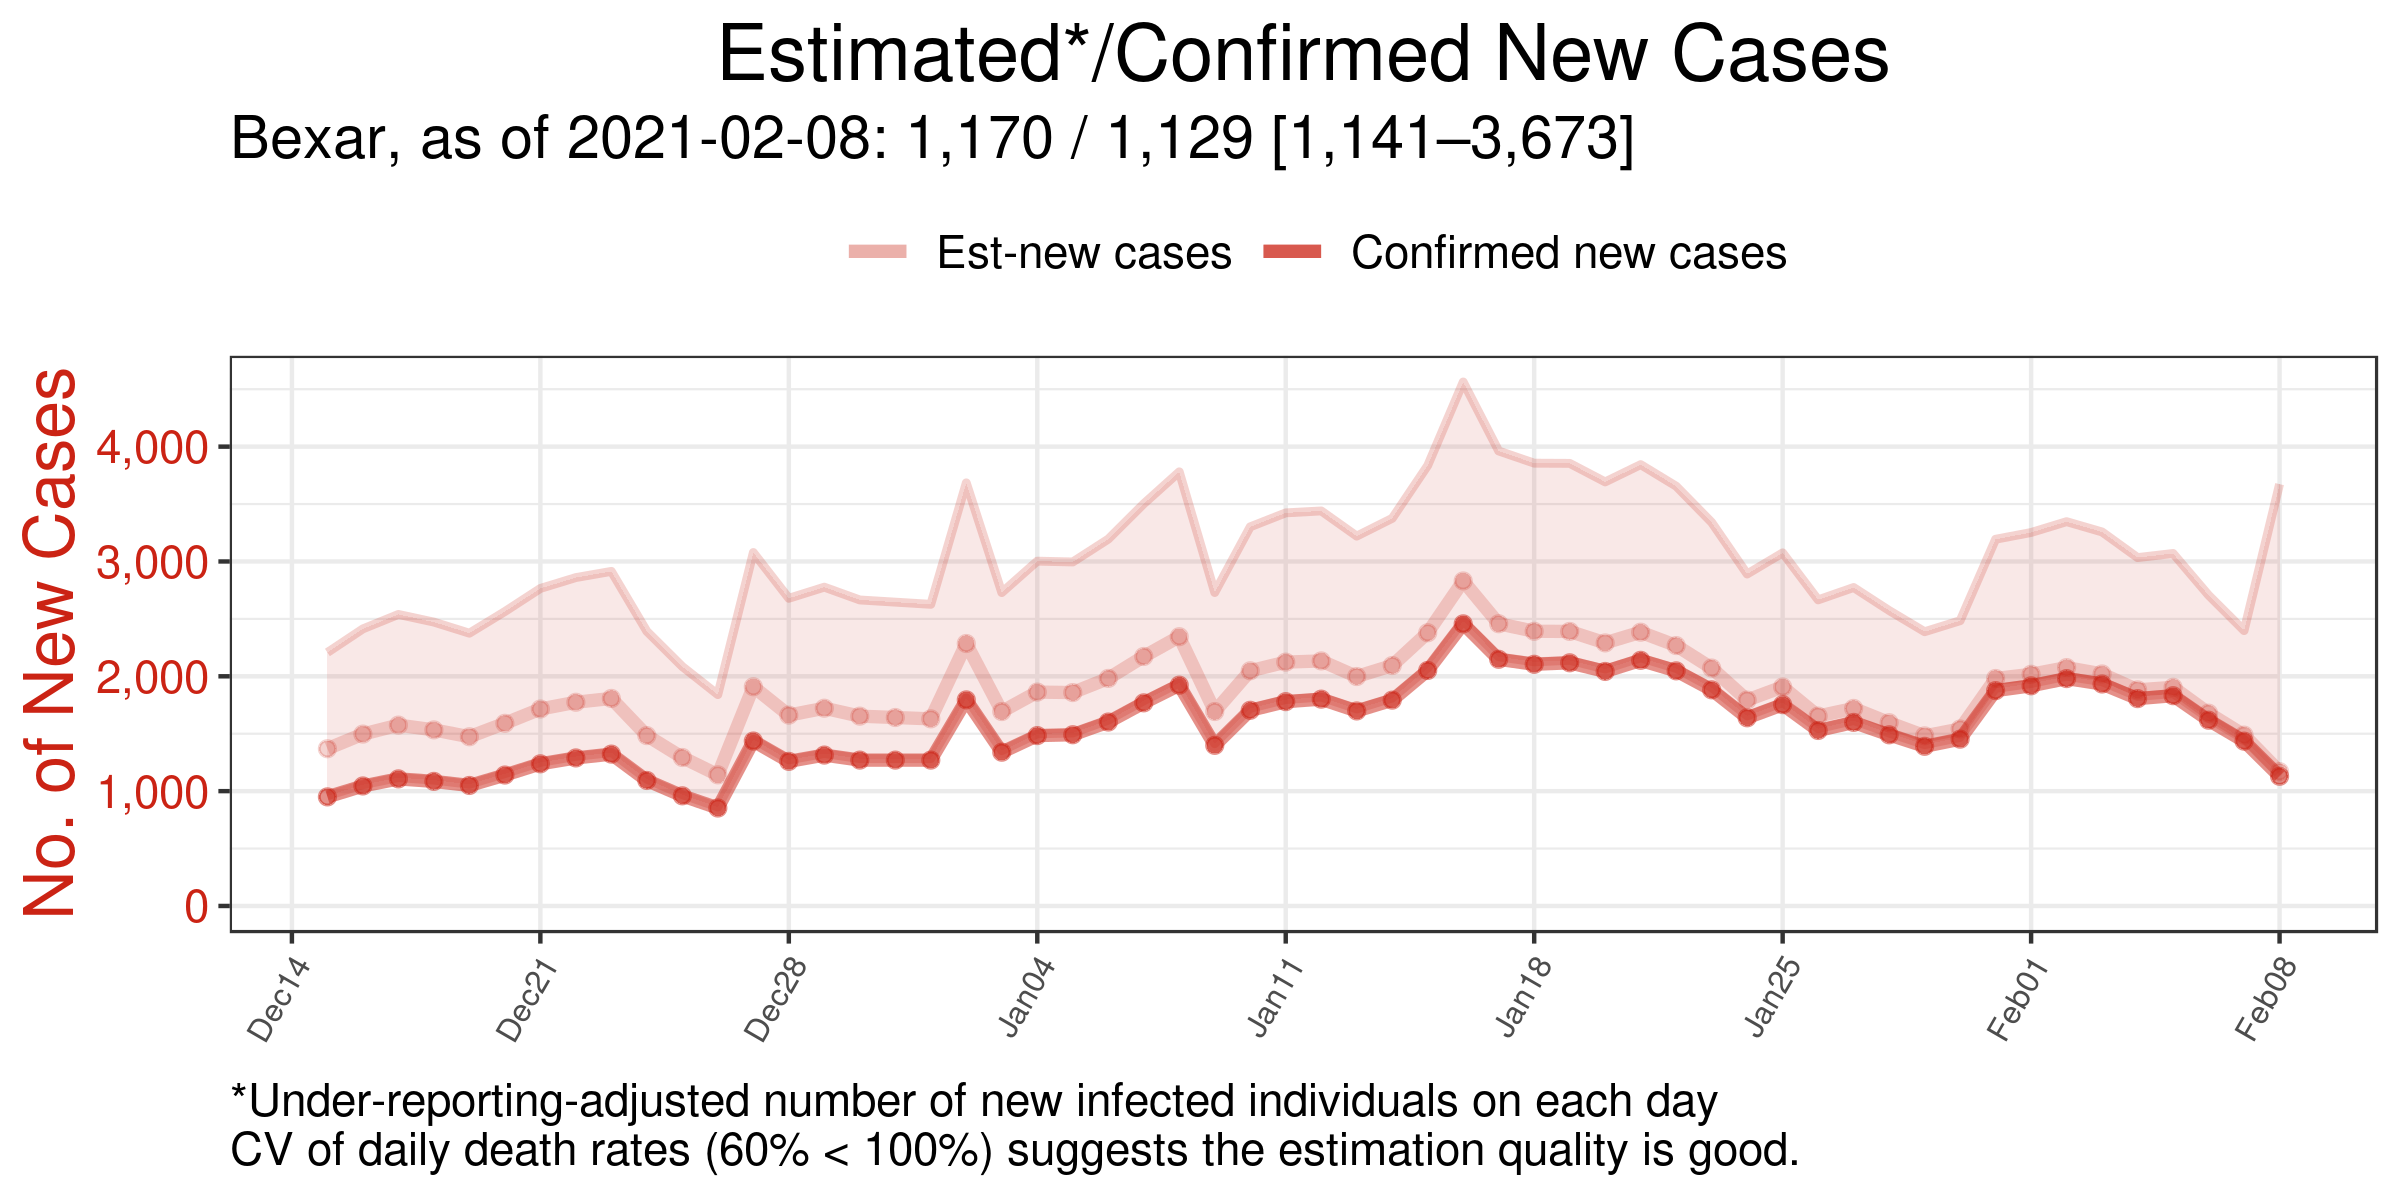 Estimated*/Confirmed New Cases
Bexar, as of 2021-02-08: 1,170 / 1,129 [1,141–3,673]
Est-new cases
Confirmed new cases
No. of New Cases
4,000
3,000
2,000
1,000
0
Dec14
Dec21
Dec28
Jan04
Jan11
Jan18
Jan25
Feb01
Feb08
*Under-reporting-adjusted number of new infected individuals on each day
CV of daily death rates (60% < 100%) suggests the estimation quality is good.